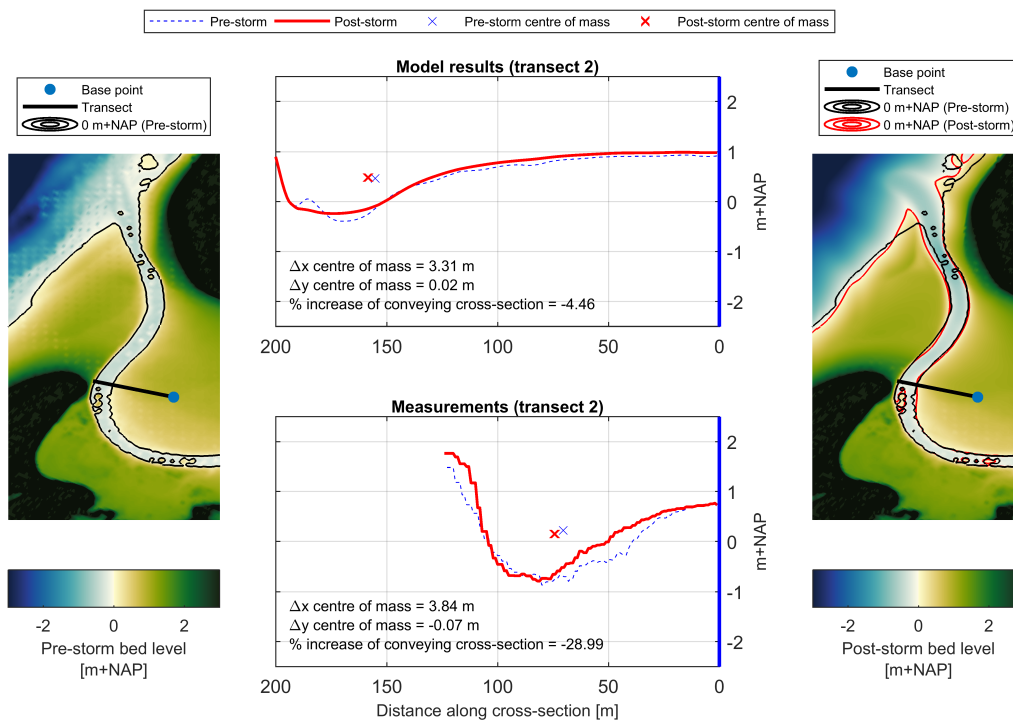 Pre-storm
Post-storm
Pre-storm centre of mass
Post-storm centre of mass
Base point
Transect
0 m+NAP (Pre-storm)
Model results (transect 2)
2
1
0
-1
-2
m+NAP
Δx centre of mass = 3.31 m
Δy centre of mass = 0.02 m
% increase of conveying cross-section = -4.46
200
150
100
50
0
Base point
Transect
0 m+NAP (Pre-storm)
0 m+NAP (Post-storm)
Measurements (transect 2)
2
1
0
-1
-2
m+NAP
Δx centre of mass = 3.84 m
Δy centre of mass = -0.07 m
% increase of conveying cross-section = -28.99
200
150
100
50
0
Distance along cross-section [m]
-2
0
2
Pre-storm bed level
[m+NAP]
-2
0
2
Post-storm bed level
[m+NAP]